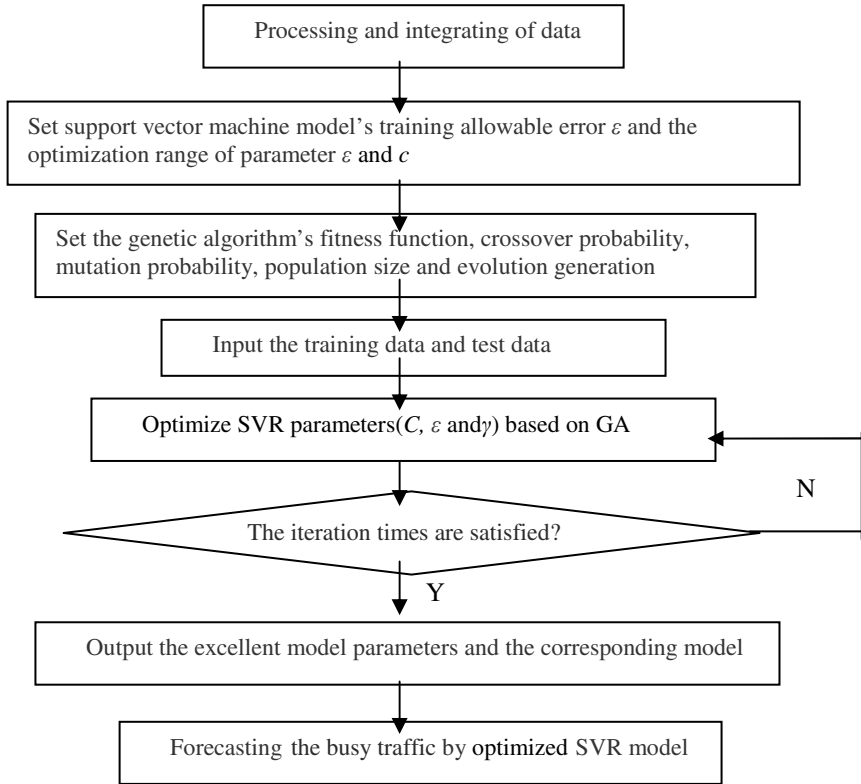 Processing and integrating of data
Set support vector machine model's training allowable error ε and the
optimization range of parameter ε and c
Set the genetic algorithm's fitness function, crossover probability,
mutation probability, population size and evolution generation
Input the training data and test data
Optimize SVR parameters(C, ε andγ) based on GA
N
The iteration times are satisfied?
Y
Output the excellent model parameters and the corresponding model
Forecasting the busy traffic by optimized SVR model